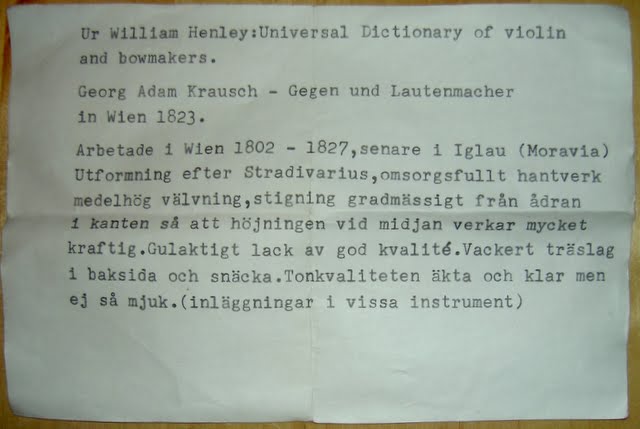 Ur William Henley:Universal Dictionary of violin
and bowmakers.
Georg Adam Krausch - Gegen und Lautenmacher
in Wien 1823.
Arbetade i Wien 1802 - 1827,senare i Iglau (Moravia)
Utformning efter Stradivarius,omsorgsfullt hantverk
medelhög välvning,stigning gradmässigt från ådran
i kanten så att höjningen vid midjan verkar mycket
kraftig.Gulaktigt lack av god kvalité.Vackert träslag
i baksida och snäcka.Tonkvaliteten äkta och klar men
ej så mjuk.(inläggningar i vissa instrument)